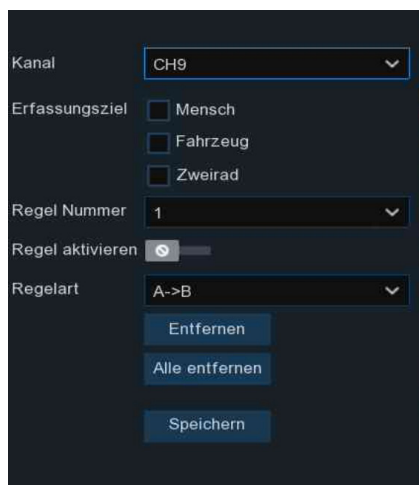 Kanal CH9
Erfassungsziel Mensch
Fahrzeug
Zweirad
Regel Nummer 1
Regel aktivieren
Regelart A->B
Entfernen
Alle entfernen
Speichern